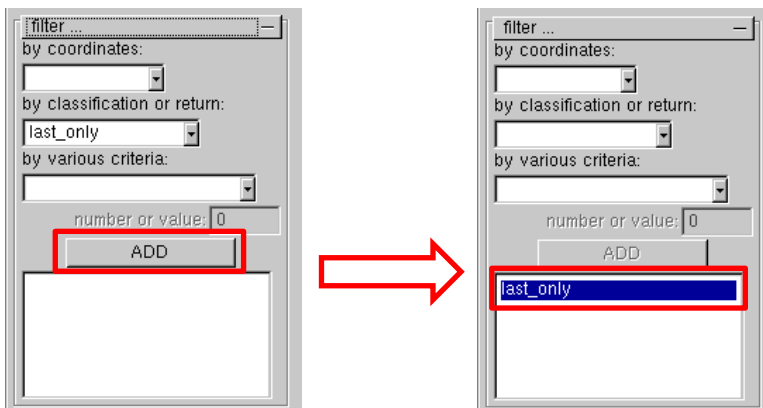 filter ...
by coordinates:
by classification or return:
last_only
by various criteria:
number or value: 0
ADD
filter ...
by coordinates:
by classification or return:
by various criteria:
number or value: 0
ADD
last_only